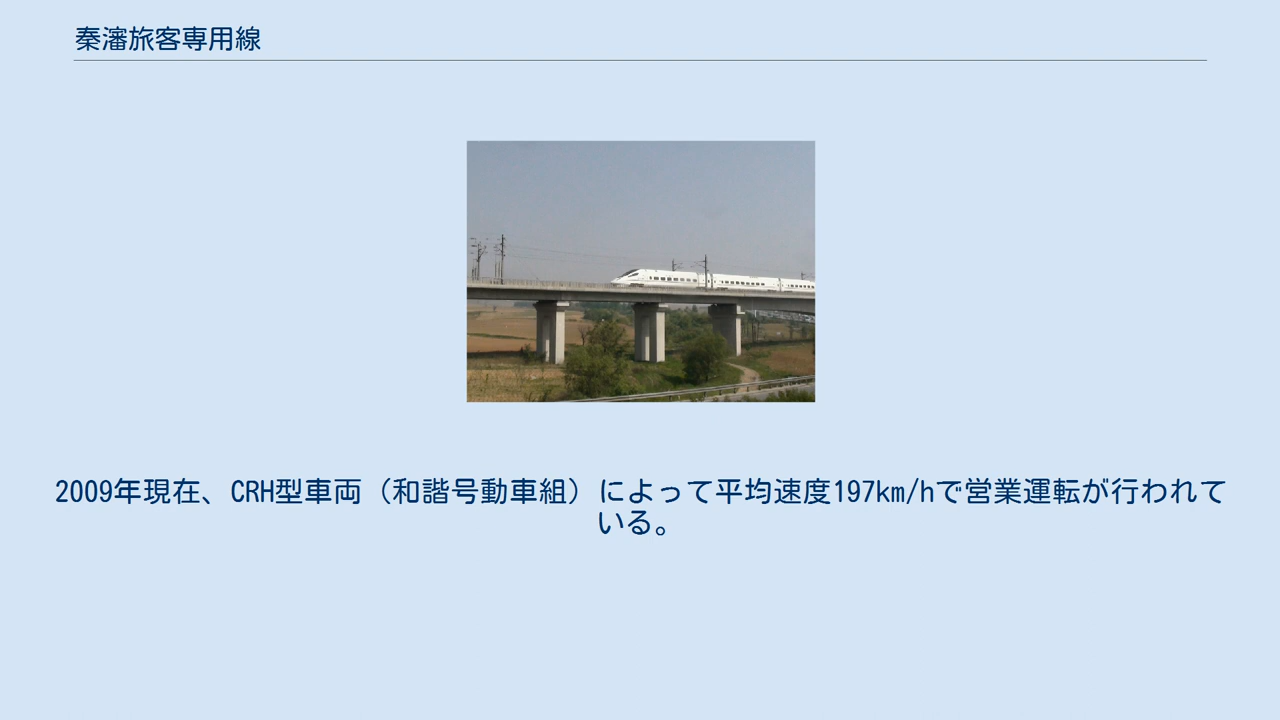 秦瀋旅客専用線
2009年現在、CRH型車両（和諧号動車組）によって平均速度197km/hで営業運転が行われて
いる。